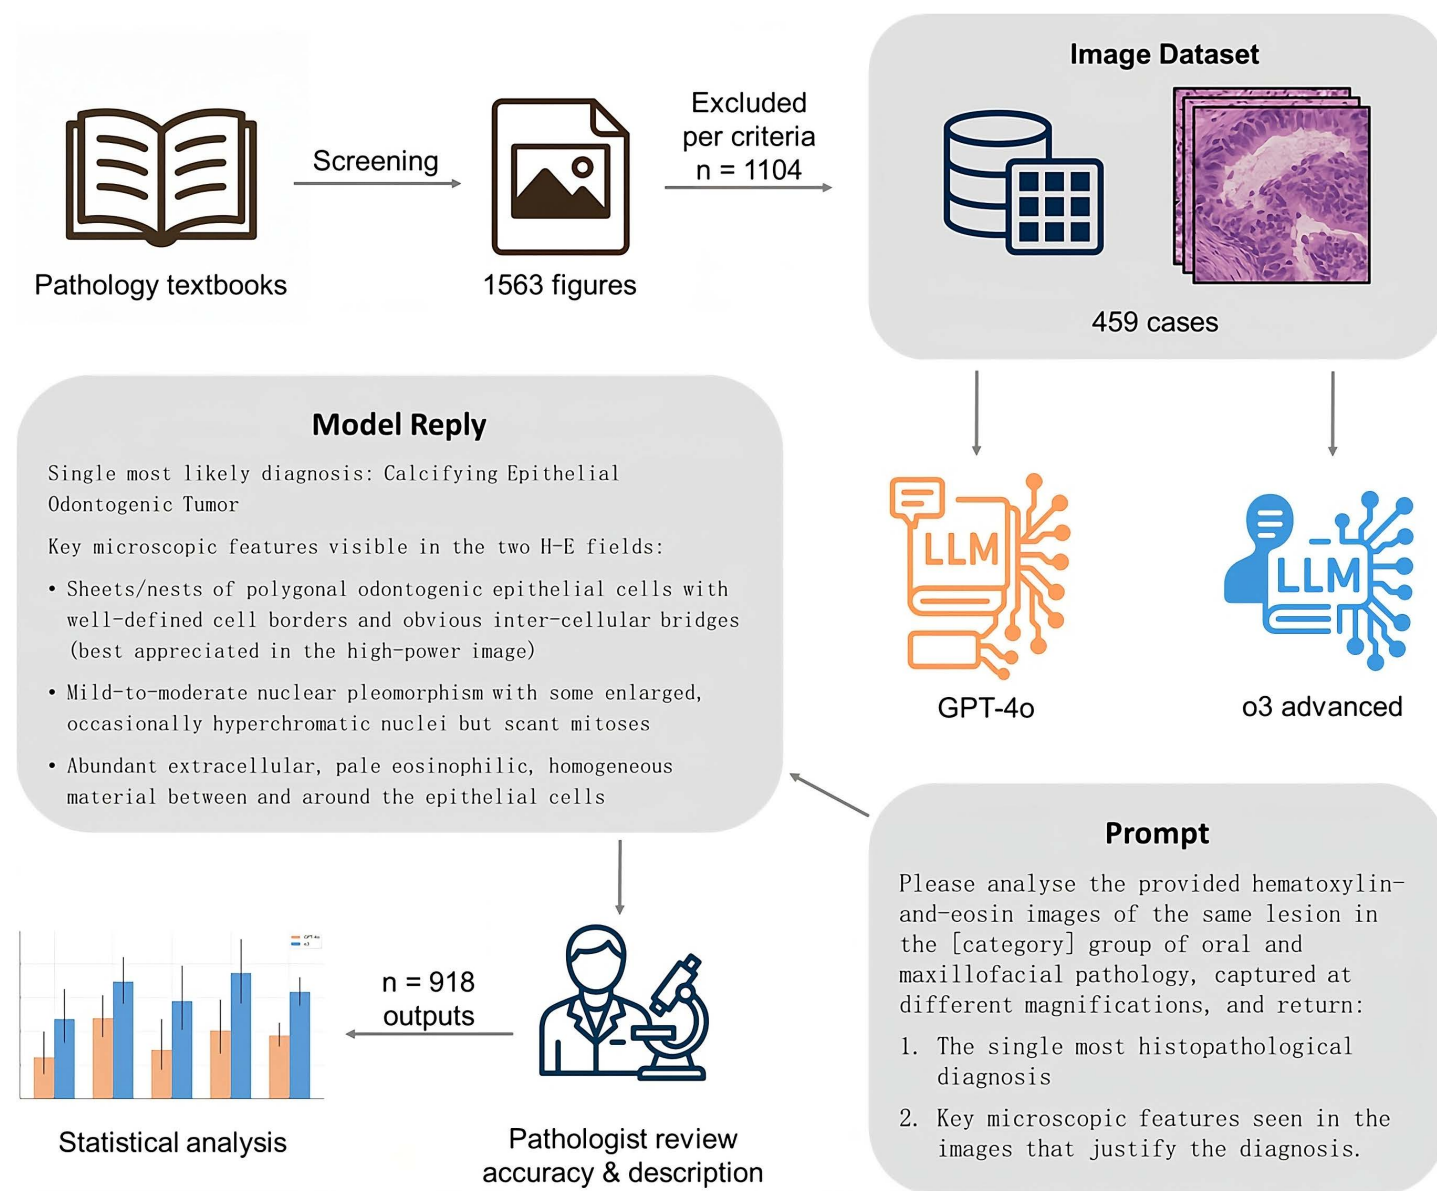 Pathology textbooks
Screening
1563 figures
Excluded
per criteria
n = 1104
Image Dataset
459 cases
LLM
GPT-4o
LLM
o3 advanced
Prompt
Please analyse the provided hematoxylin-
and-eosin images of the same lesion in
the [category] group of oral and
maxillofacial pathology, captured at
different magnifications, and return:
1. The single most histopathological
diagnosis
2. Key microscopic features seen in the
images that justify the diagnosis.
Model Reply
Single most likely diagnosis: Calcifying Epithelial
Odontogenic Tumor
Key microscopic features visible in the two H-E fields:
• Sheets/nests of polygonal odontogenic epithelial cells with
well-defined cell borders and obvious inter-cellular bridges
(best appreciated in the high-power image)
• Mild-to-moderate nuclear pleomorphism with some enlarged,
occasionally hyperchromatic nuclei but scant mitoses
• Abundant extracellular, pale eosinophilic, homogeneous
material between and around the epithelial cells
Pathologist review
accuracy & description
n = 918
outputs
GPT-4o
o3
Statistical analysis